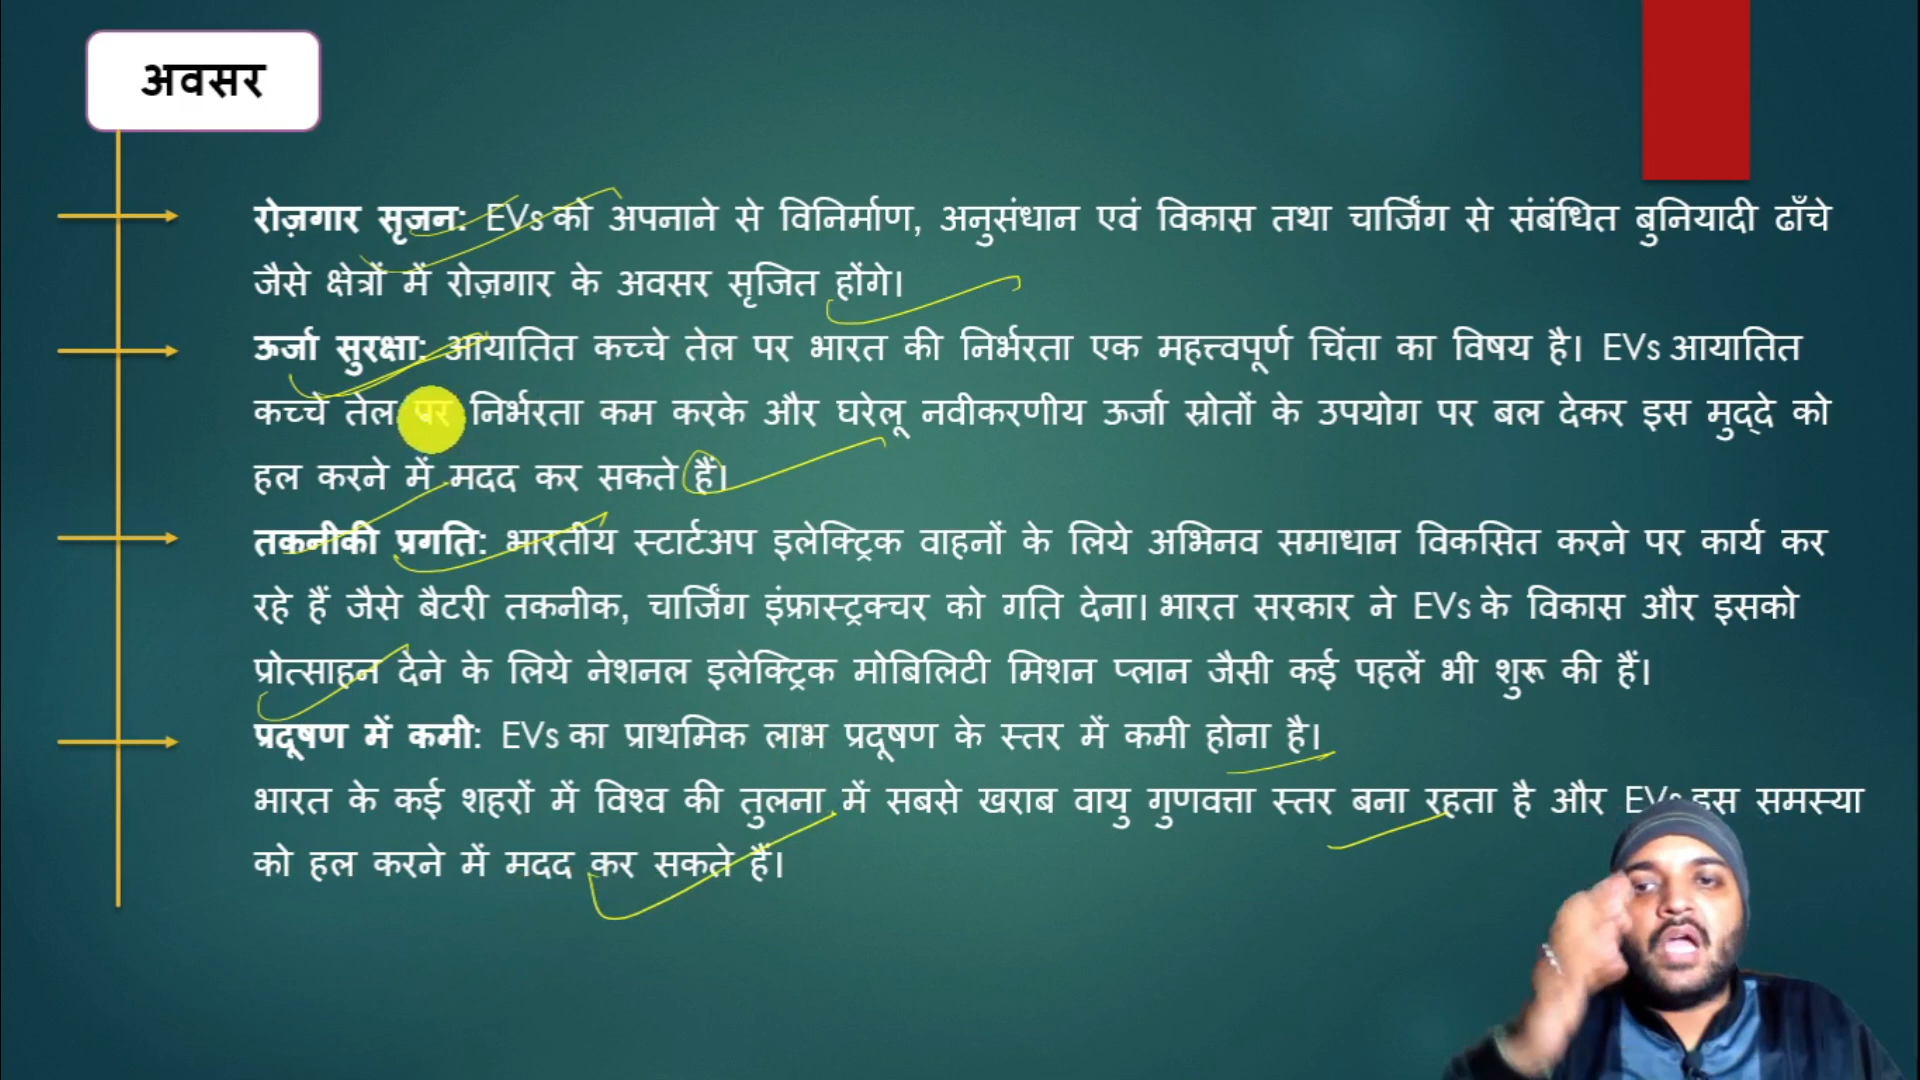 अवसर
रोज़गार सृजन: EVs को अपनाने से विनिर्माण, अनुसंधान एवं विकास तथा चार्जिंग से संबंधित बुनियादी ढाँचे
जैसे क्षेत्रों में रोज़गार के अवसर सृजित होंगे।
ऊर्जा सुरक्षा: आयातित कच्चे तेल पर भारत की निर्भरता एक महत्त्वपूर्ण चिंता का विषय है। EVs आयातित
कच्चे तेल पर निर्भरता कम करके और घरेलू नवीकरणीय ऊर्जा स्रोतों के उपयोग पर बल देकर इस मुद्दे को
हल करने में मदद कर सकते हैं।
तकनीकी प्रगति: भारतीय स्टार्टअप इलेक्ट्रिक वाहनों के लिये अभिनव समाधान विकसित करने पर कार्य कर
रहे हैं जैसे बैटरी तकनीक, चार्जिंग इंफ्रास्ट्रक्चर को गति देना। भारत सरकार ने EVs के विकास और इसको
प्रोत्साहन देने के लिये नेशनल इलेक्ट्रिक मोबिलिटी मिशन प्लान जैसी कई पहलें भी शुरू की हैं।
प्रदूषण में कमी: EVs का प्राथमिक लाभ प्रदूषण के स्तर में कमी होना है।
भारत के कई शहरों में विश्व की तुलना में सबसे खराब वायु गुणवत्ता स्तर बना रहता है और EVs इस समस्या
को हल करने में मदद कर सकते हैं।